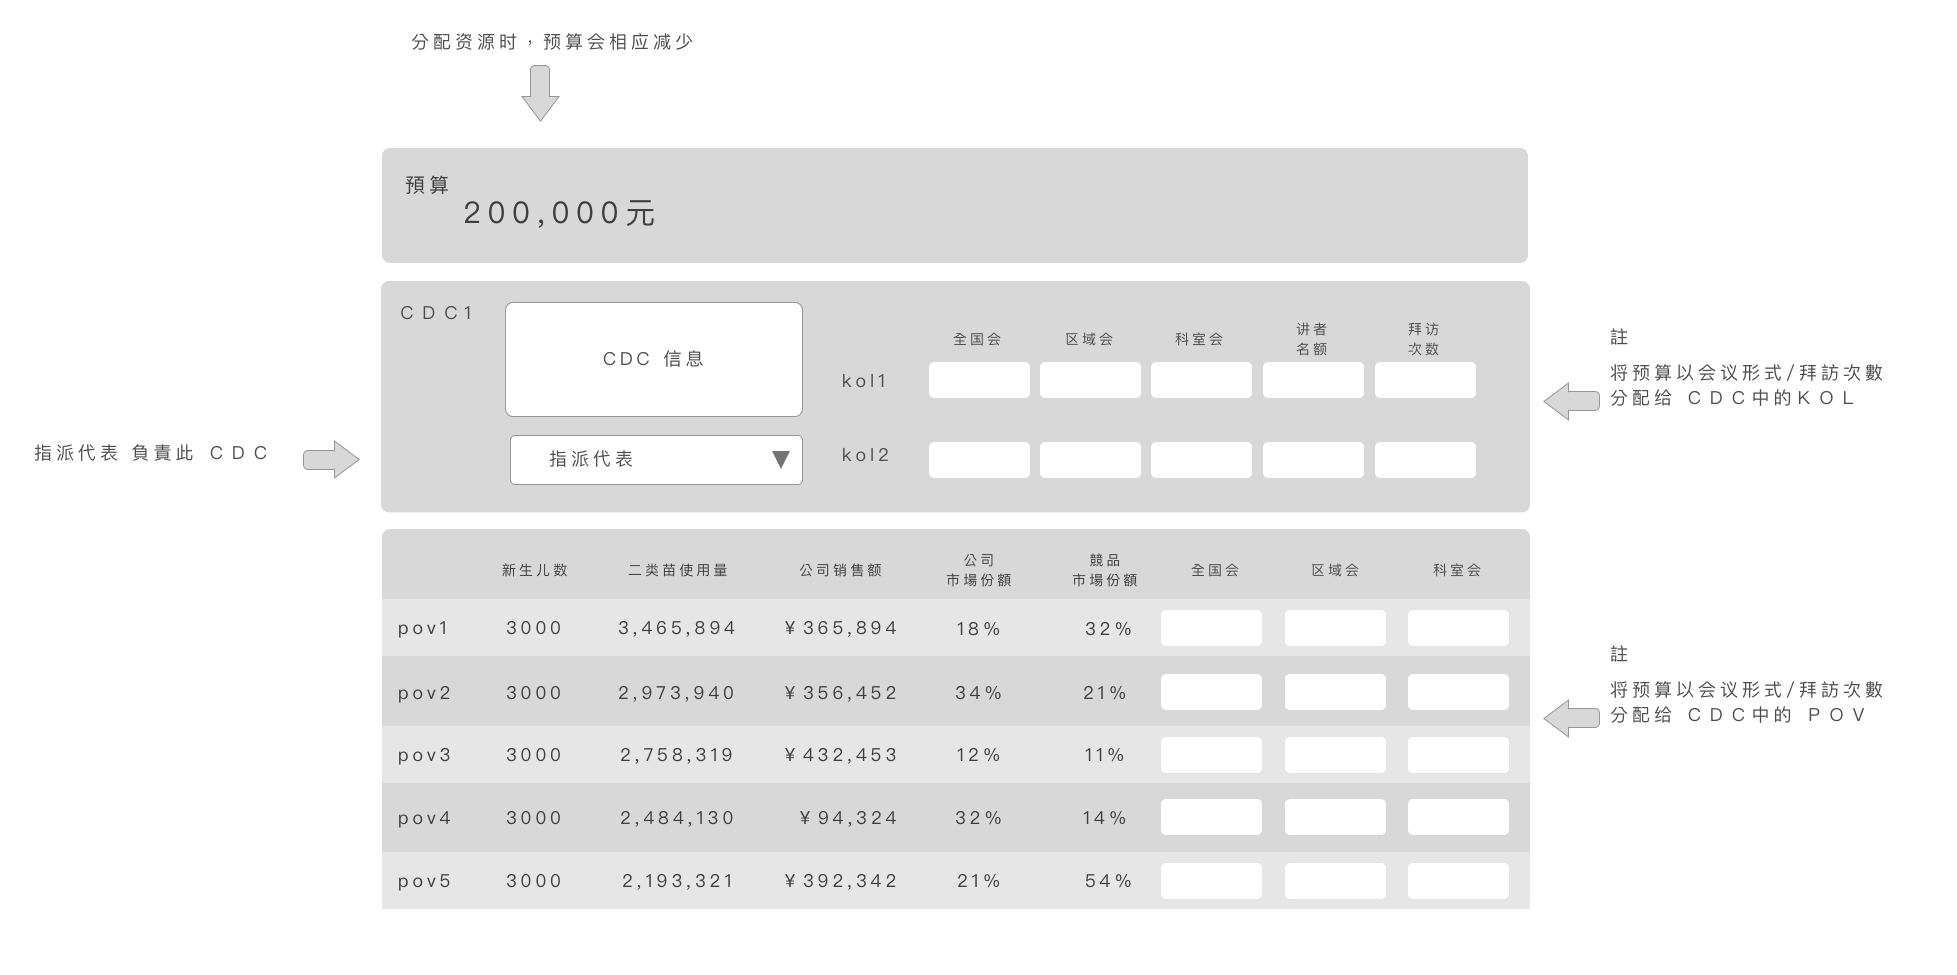 分配资源时，预算会相应减少
預算
200,000元
CDC1
CDC 信息
指派代表
全国会 区域会 科室会 讲者名额 拜访次数
kol1
kol2
指派代表 負責此 CDC
註
将预算以会议形式/拜訪次數
分配给 CDC中的KOL
新生儿数 二类苗使用量 公司销售额 公司市場份額 競品市場份額 全国会 区域会 科室会
pov1 3000 3,465,894 ¥365,894 18% 32%
pov2 3000 2,973,940 ¥356,452 34% 21%
pov3 3000 2,758,319 ¥432,453 12% 11%
pov4 3000 2,484,130 ¥94,324 32% 14%
pov5 3000 2,193,321 ¥392,342 21% 54%
註
将预算以会议形式/拜訪次數
分配给 CDC中的 POV